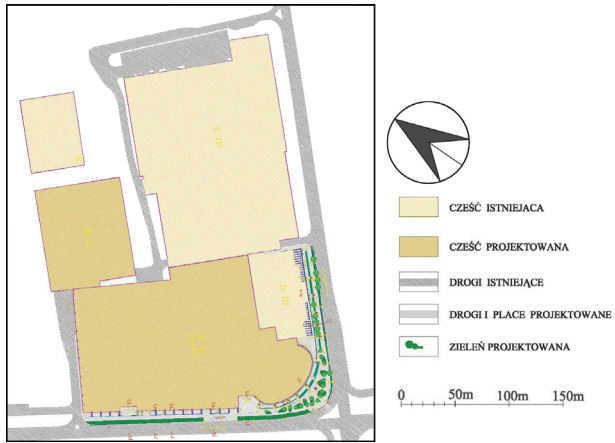 CZEŚĆ ISTNIEJACA
CZEŚĆ PROJEKTOWANA
DROGI ISTNIEJĄCE
DROGI I PLACE PROJEKTOWANE
ZIELEŃ PROJEKTOWANA
0 50m 100m 150m